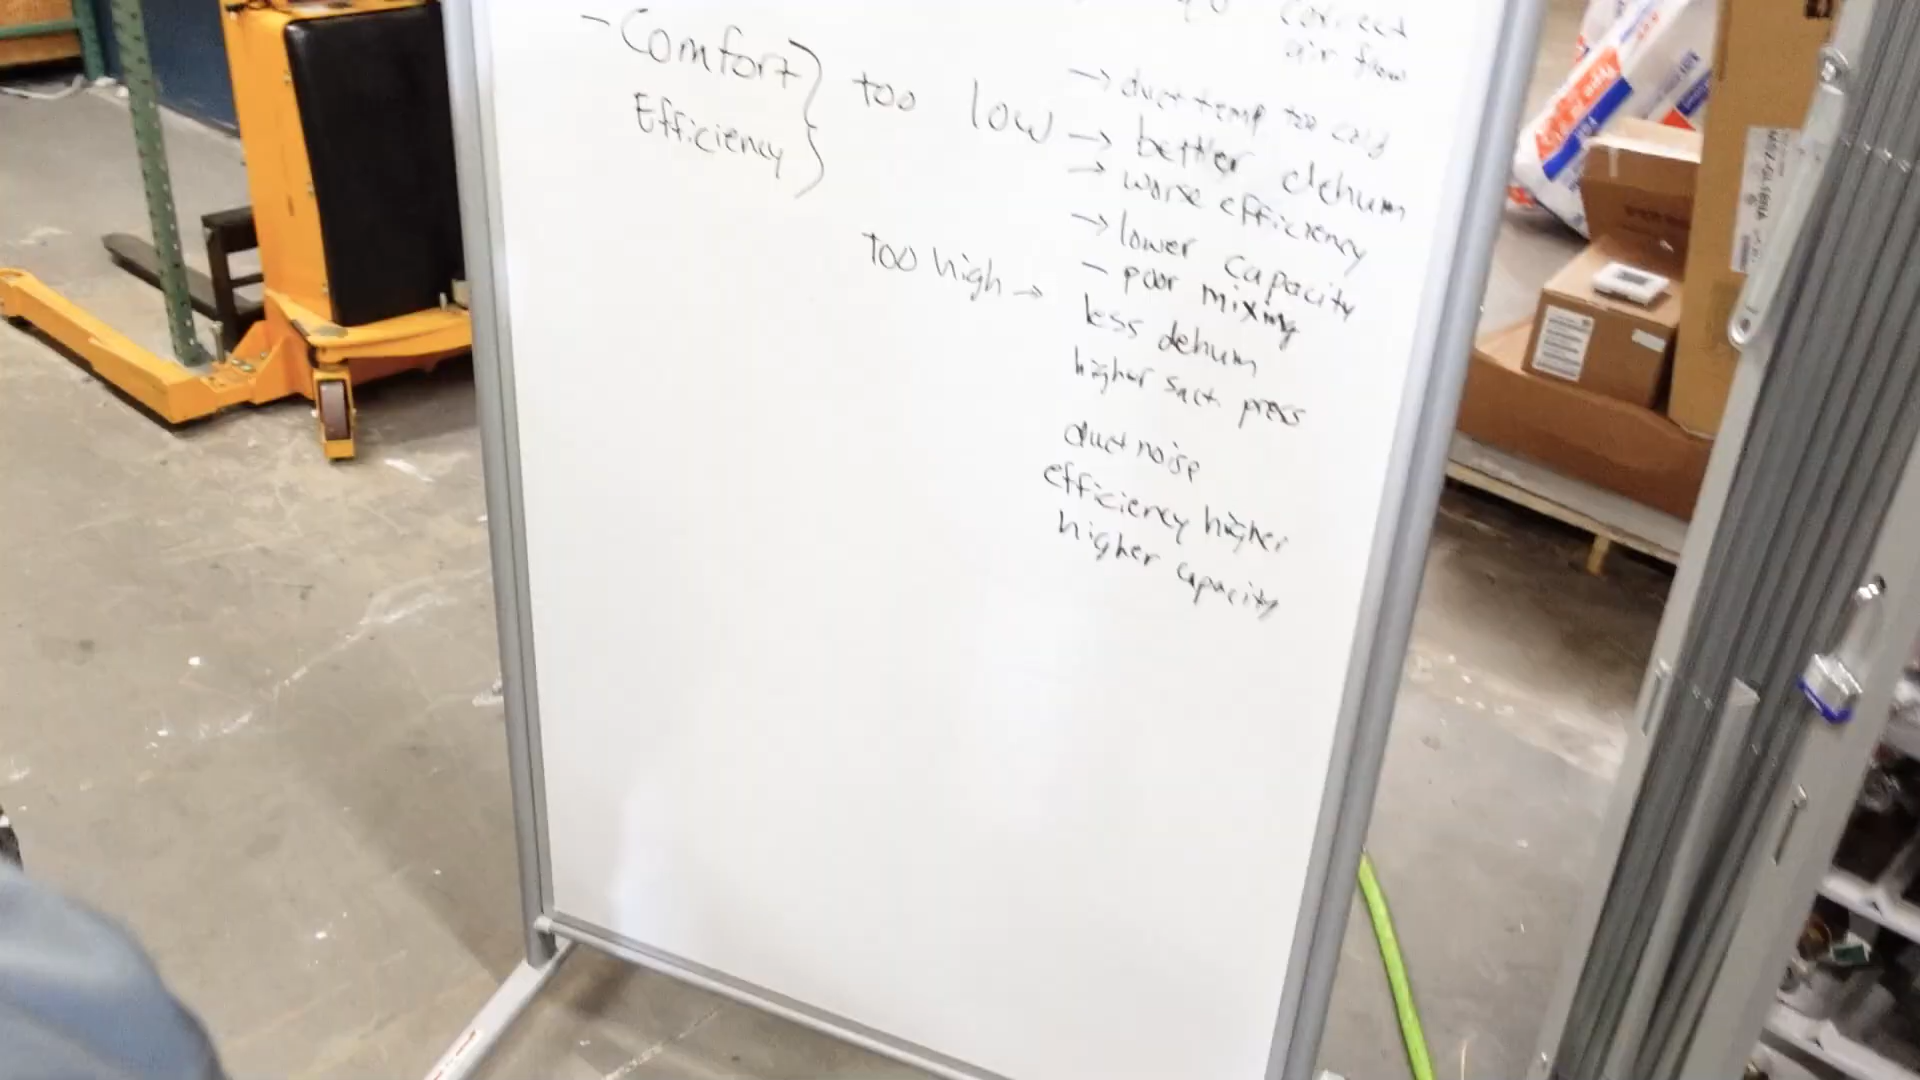 correct
air flow
- Comfort
Efficiency
too low
→ duct temp too cold
→ better dehum
→ worse efficiency
→ lower capacity
- poor mixing
Too high →
less dehum
higher suct press
duct noise
efficiency higher
higher capacity